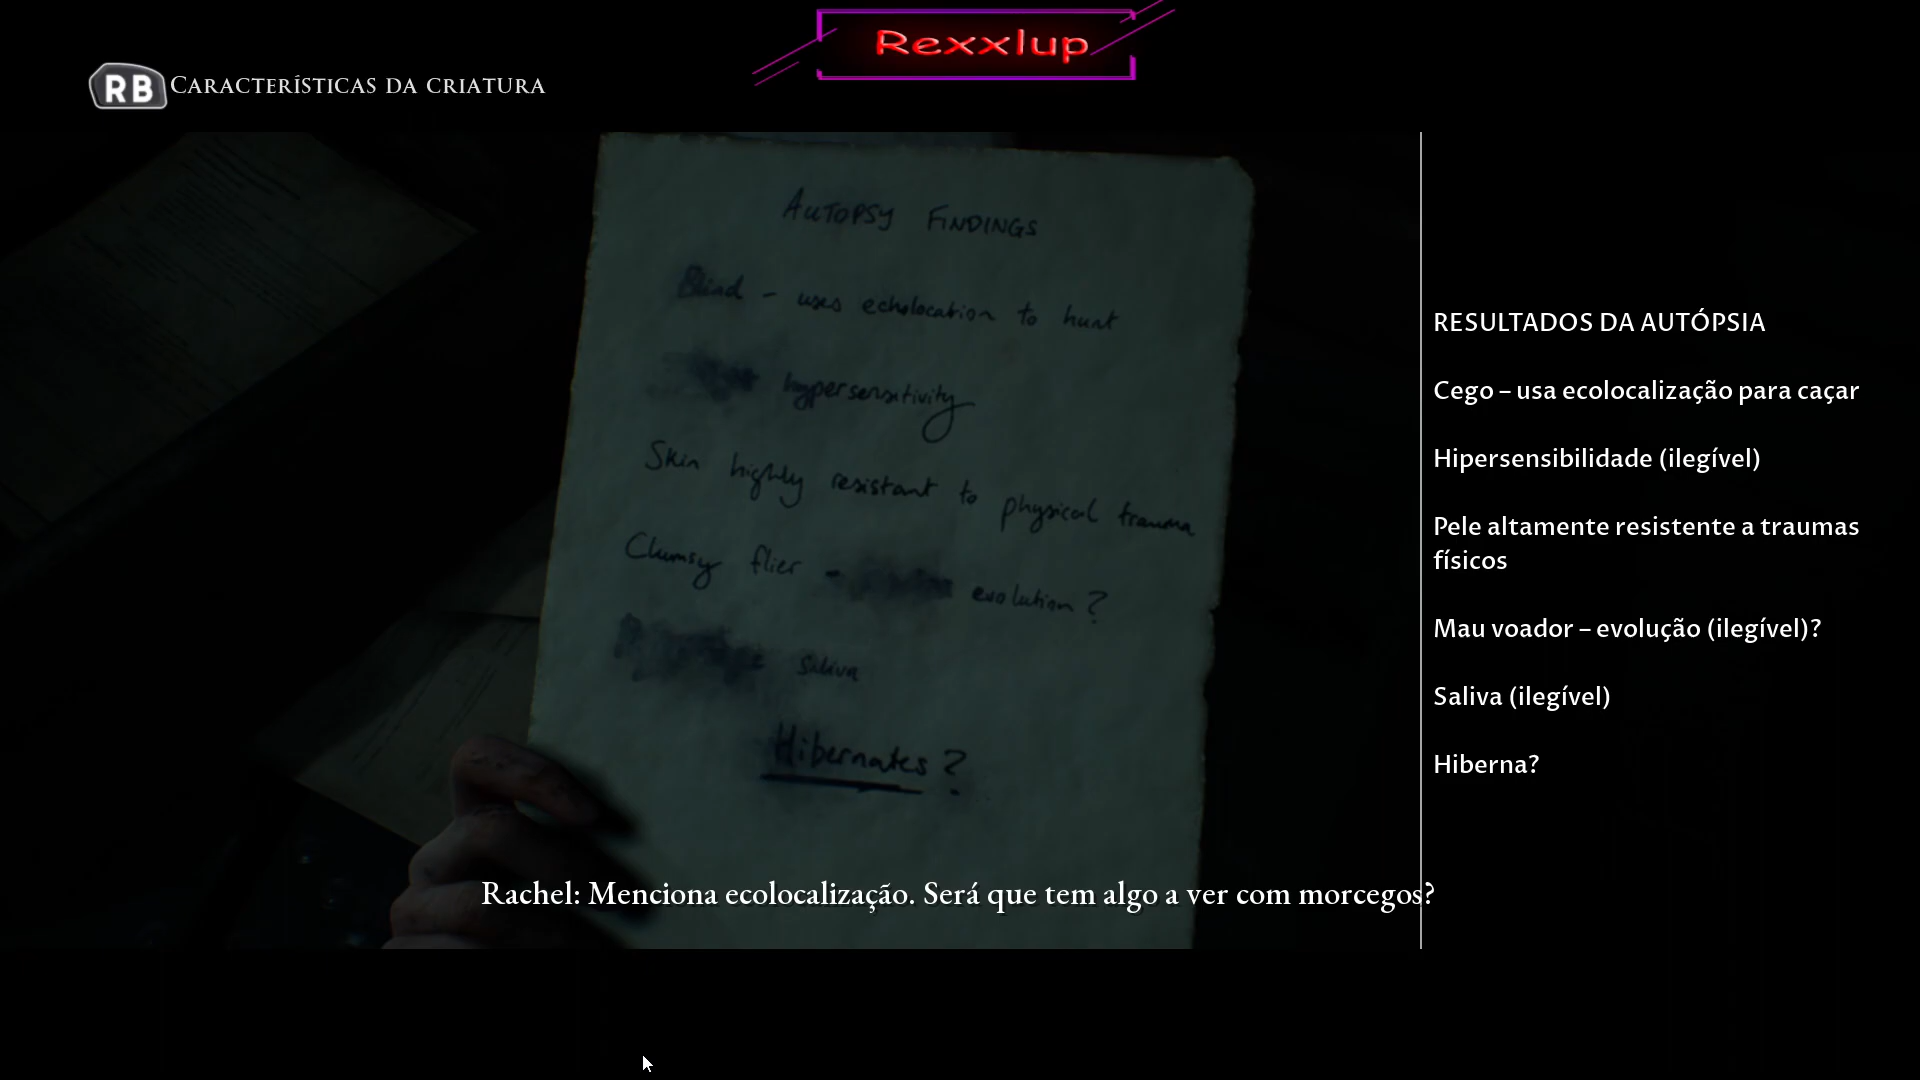 Rexxlup
RB CARACTERÍSTICAS DA CRIATURA
AUTOPSY FINDINGS
Blind - uses echolocation to hunt
hypersensitivity
Skin highly resistant to physical trauma
Clumsy flier - evolution?
Saliva
Hibernates?
RESULTADOS DA AUTÓPSIA
Cego – usa ecolocalização para caçar
Hipersensibilidade (ilegível)
Pele altamente resistente a traumas
físicos
Mau voador – evolução (ilegível)?
Saliva (ilegível)
Hiberna?
Rachel: Menciona ecolocalização. Será que tem algo a ver com morcegos?